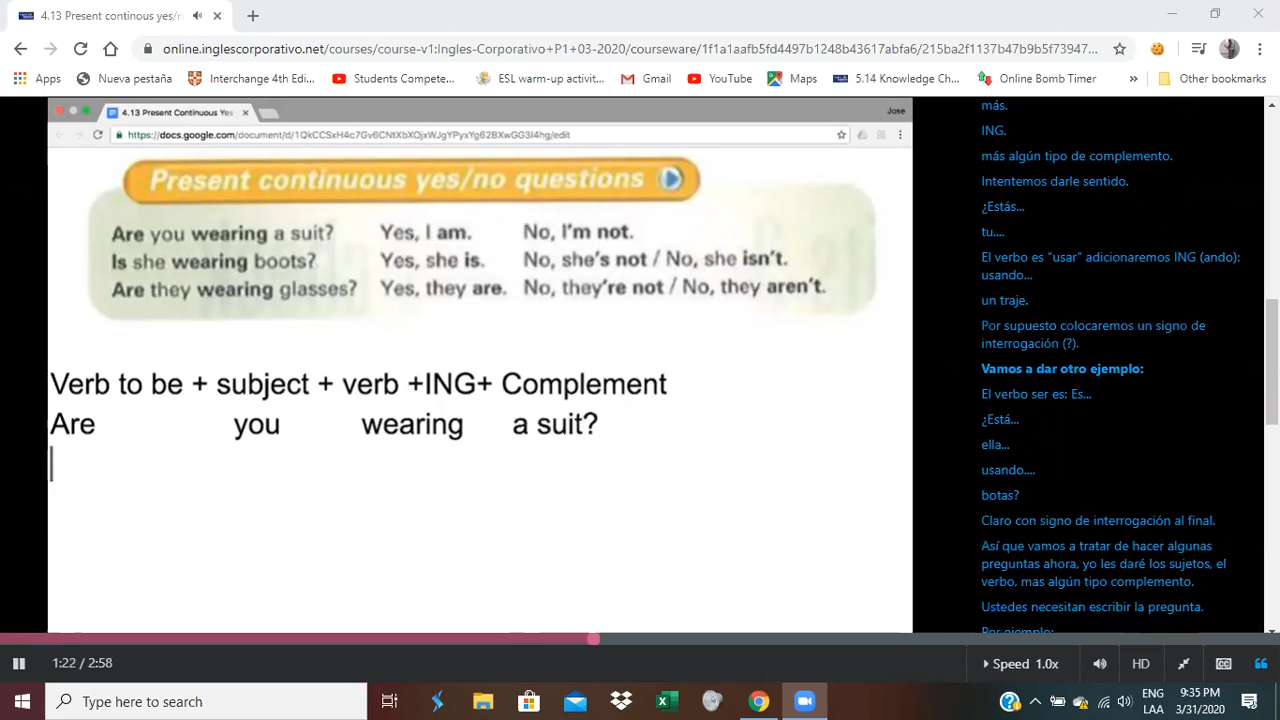 4.13 Present continous yes/n
online.inglescorporativo.net/courses/course-v1:Ingles-Corporativo+P1+03-2020/courseware/1f1a1aafb5fd4497b1248b43617abfa6/215ba2f1137b47b9b5f73947...
Apps Nueva pestaña Interchange 4th Edi... Students Compete... ESL warm-up activit... Gmail YouTube Maps 5.14 Knowledge Ch... Online Bomb Timer » Other bookmarks
4.13 Present Continuous Yes Jose
https://docs.google.com/document/d/1QkCCSxH4c7Gv6CNtXbXOjxWJgYPyxYg62BXwGG3I4hg/edit
Present continuous yes/no questions
Are you wearing a suit? Yes, I am. No, I'm not.
Is she wearing boots? Yes, she is. No, she's not / No, she isn't.
Are they wearing glasses? Yes, they are. No, they're not / No, they aren't.
Verb to be + subject + verb +ING+ Complement
Are you wearing a suit?
más.
ING.
más algún tipo de complemento.
Intentemos darle sentido.
¿Estás...
tu....
El verbo es "usar" adicionaremos ING (ando):
usando...
un traje.
Por supuesto colocaremos un signo de
interrogación (?).
Vamos a dar otro ejemplo:
El verbo ser es: Es...
¿Está...
ella...
usando....
botas?
Claro con signo de interrogación al final.
Así que vamos a tratar de hacer algunas
preguntas ahora, yo les daré los sujetos, el
verbo, mas algún tipo complemento.
Ustedes necesitan escribir la pregunta.
Por ejemplo:
1:22 / 2:58 Speed 1.0x HD
Type here to search
ENG
LAA
9:35 PM
3/31/2020